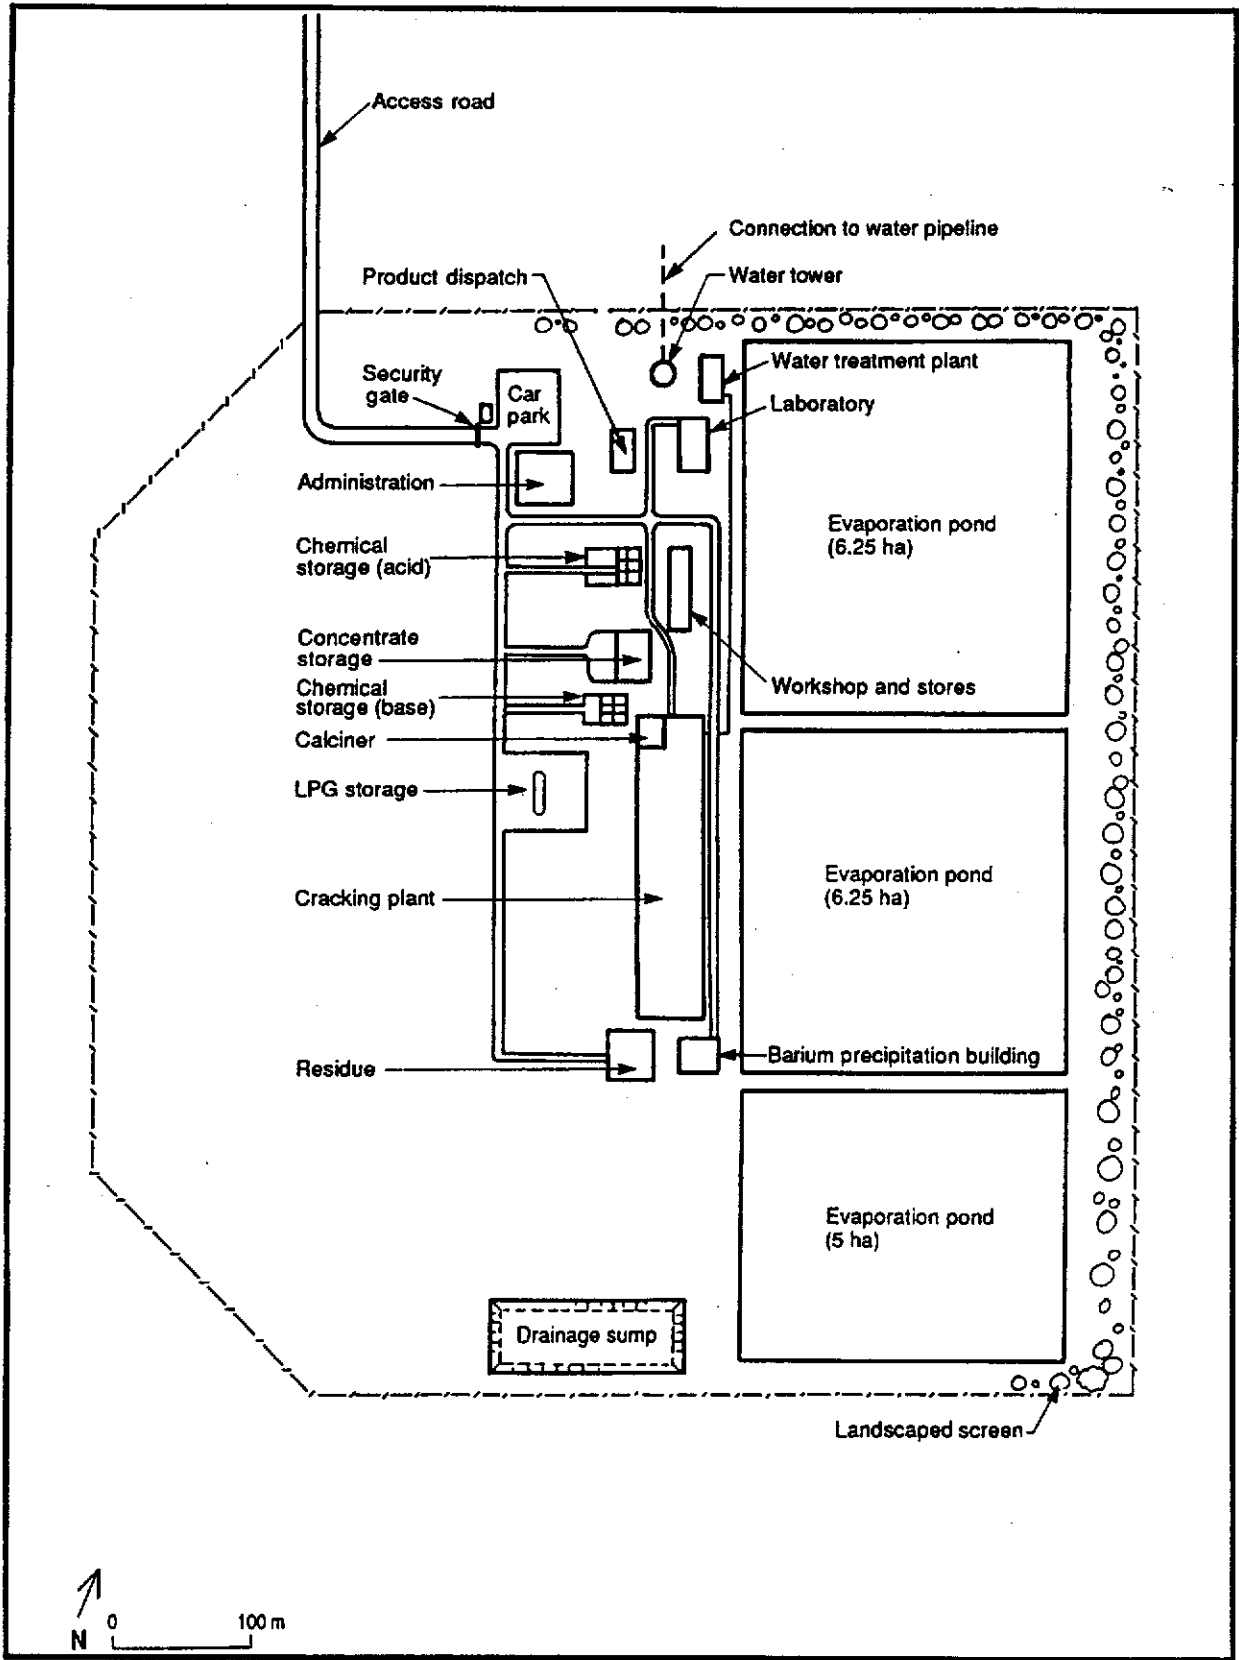 Access road
Connection to water pipeline
Product dispatch
Water tower
Security
gate
Car
park
Water treatment plant
Laboratory
Administration
Evaporation pond
(6.25 ha)
Chemical
storage (acid)
Concentrate
storage
Chemical
storage (base)
Workshop and stores
Calciner
LPG storage
Evaporation pond
(6.25 ha)
Cracking plant
Residue
Barium precipitation building
Evaporation pond
(5 ha)
Drainage sump
Landscaped screen
N
0 100 m